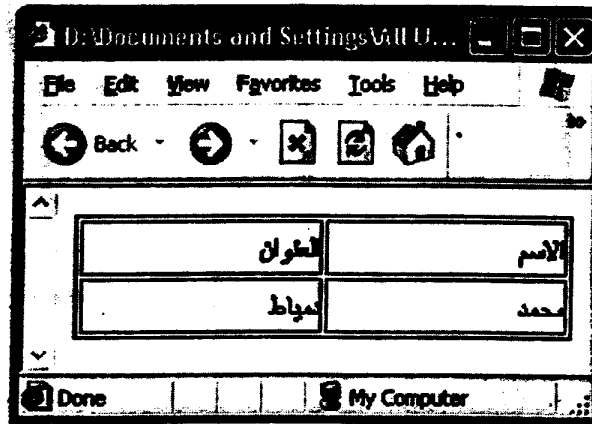 D:\Documents and Settings\All U...
File Edit View Favorites Tools Help
Back
الاسم العنوان
محمد دمياط
Done My Computer